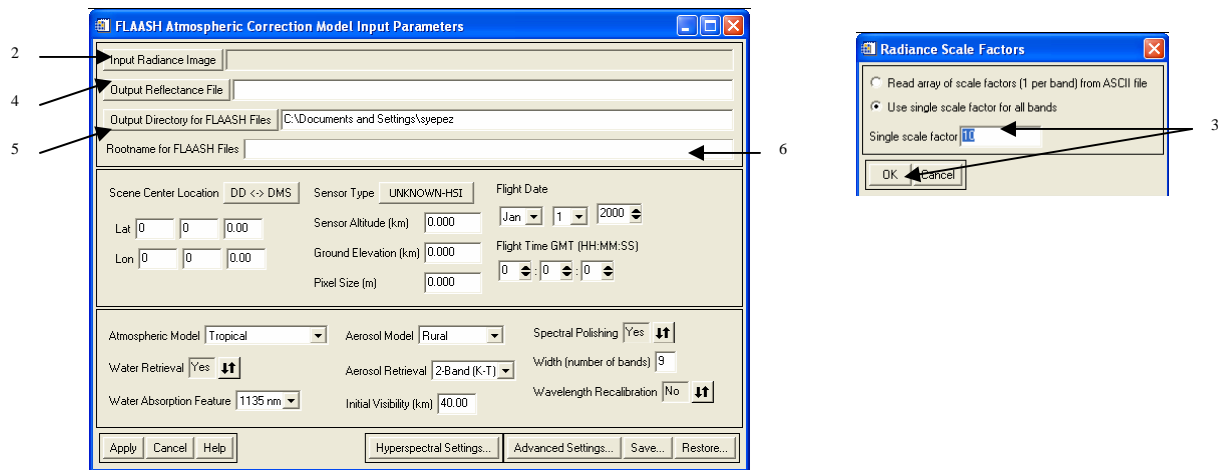 FLAASH Atmospheric Correction Model Input Parameters
2
Input Radiance Image
4
Output Reflectance File
5
Output Directory for FLAASH Files C:\Documents and Settings\syepez
Rootname for FLAASH Files
6
Scene Center Location DD <-> DMS
Lat 0 0 0.00
Lon 0 0 0.00
Sensor Type UNKNOWN-HSI
Sensor Altitude (km) 0.000
Ground Elevation (km) 0.000
Pixel Size (m) 0.000
Flight Date
Jan 1 2000
Flight Time GMT (HH:MM:SS)
0 : 0 : 0
Atmospheric Model Tropical
Water Retrieval Yes
Water Absorption Feature 1135 nm
Aerosol Model Rural
Aerosol Retrieval 2-Band (K-T)
Initial Visibility (km) 40.00
Spectral Polishing Yes
Width (number of bands) 9
Wavelength Recalibration No
Apply Cancel Help Hyperspectral Settings... Advanced Settings... Save... Restore...
Radiance Scale Factors
Read array of scale factors (1 per band) from ASCII file
Use single scale factor for all bands
Single scale factor 10
3
OK Cancel